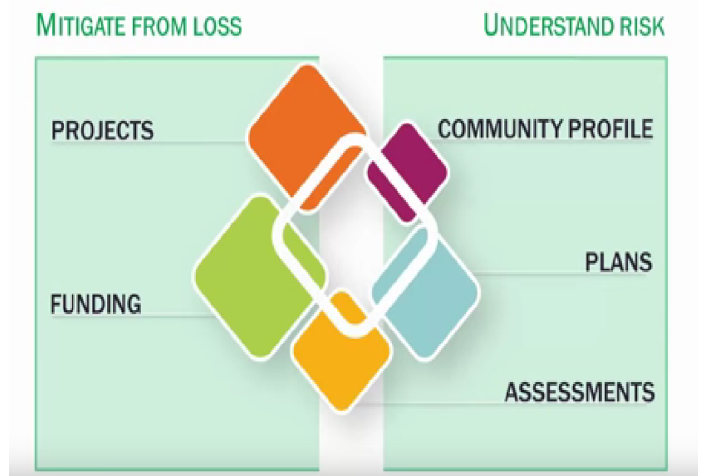 MITIGATE FROM LOSS
UNDERSTAND RISK
PROJECTS
FUNDING
COMMUNITY PROFILE
PLANS
ASSESSMENTS